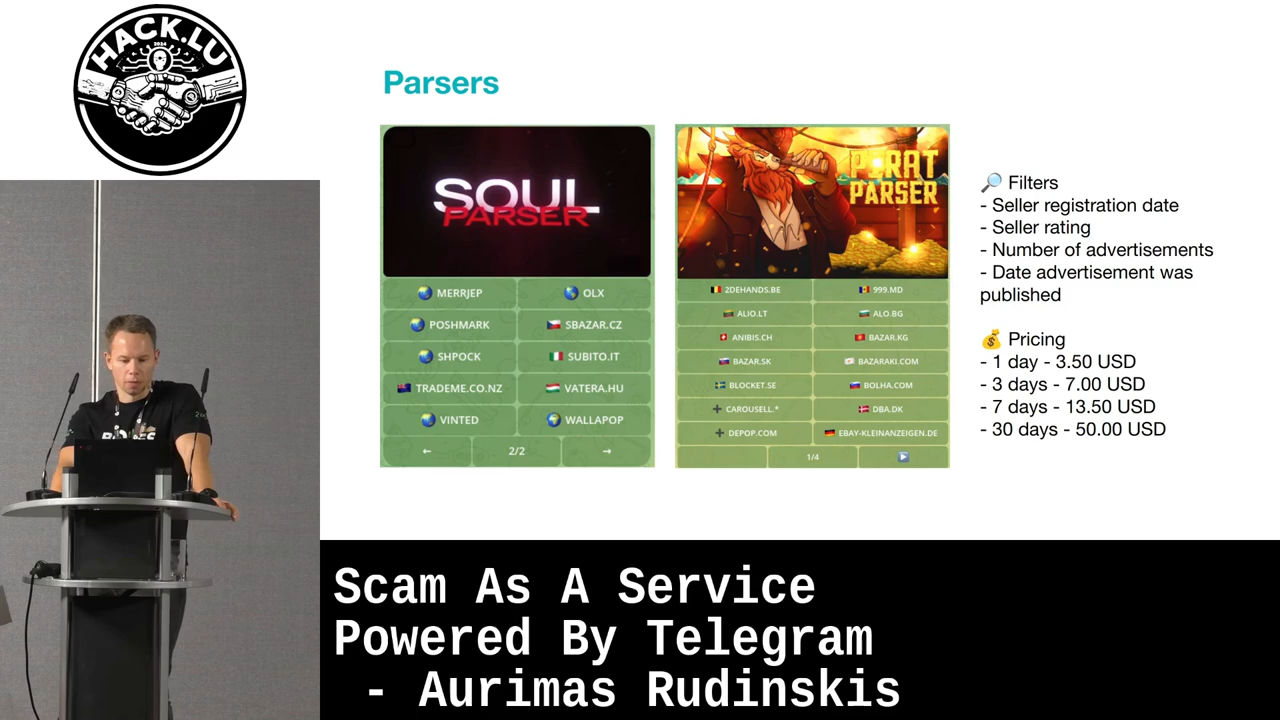 HACK.LU
2024
Parsers
SOUL
PARSER
MERRJEP
OLX
POSHMARK
SBAZAR.CZ
SHPOCK
SUBITO.IT
TRADEME.CO.NZ
VATERA.HU
VINTED
WALLAPOP
←
2/2
→
PIRAT
PARSER
2DEHANDS.BE
999.MD
ALIO.LT
ALO.BG
ANIBIS.CH
BAZAR.KG
BAZAR.SK
BAZARAKI.COM
BLOCKET.SE
BOLHA.COM
CAROUSELL.*
DBA.DK
DEPOP.COM
EBAY-KLEINANZEIGEN.DE
1/4
🔎 Filters
- Seller registration date
- Seller rating
- Number of advertisements
- Date advertisement was
published
💰 Pricing
- 1 day - 3.50 USD
- 3 days - 7.00 USD
- 7 days - 13.50 USD
- 30 days - 50.00 USD
Scam As A Service
Powered By Telegram
- Aurimas Rudinskis